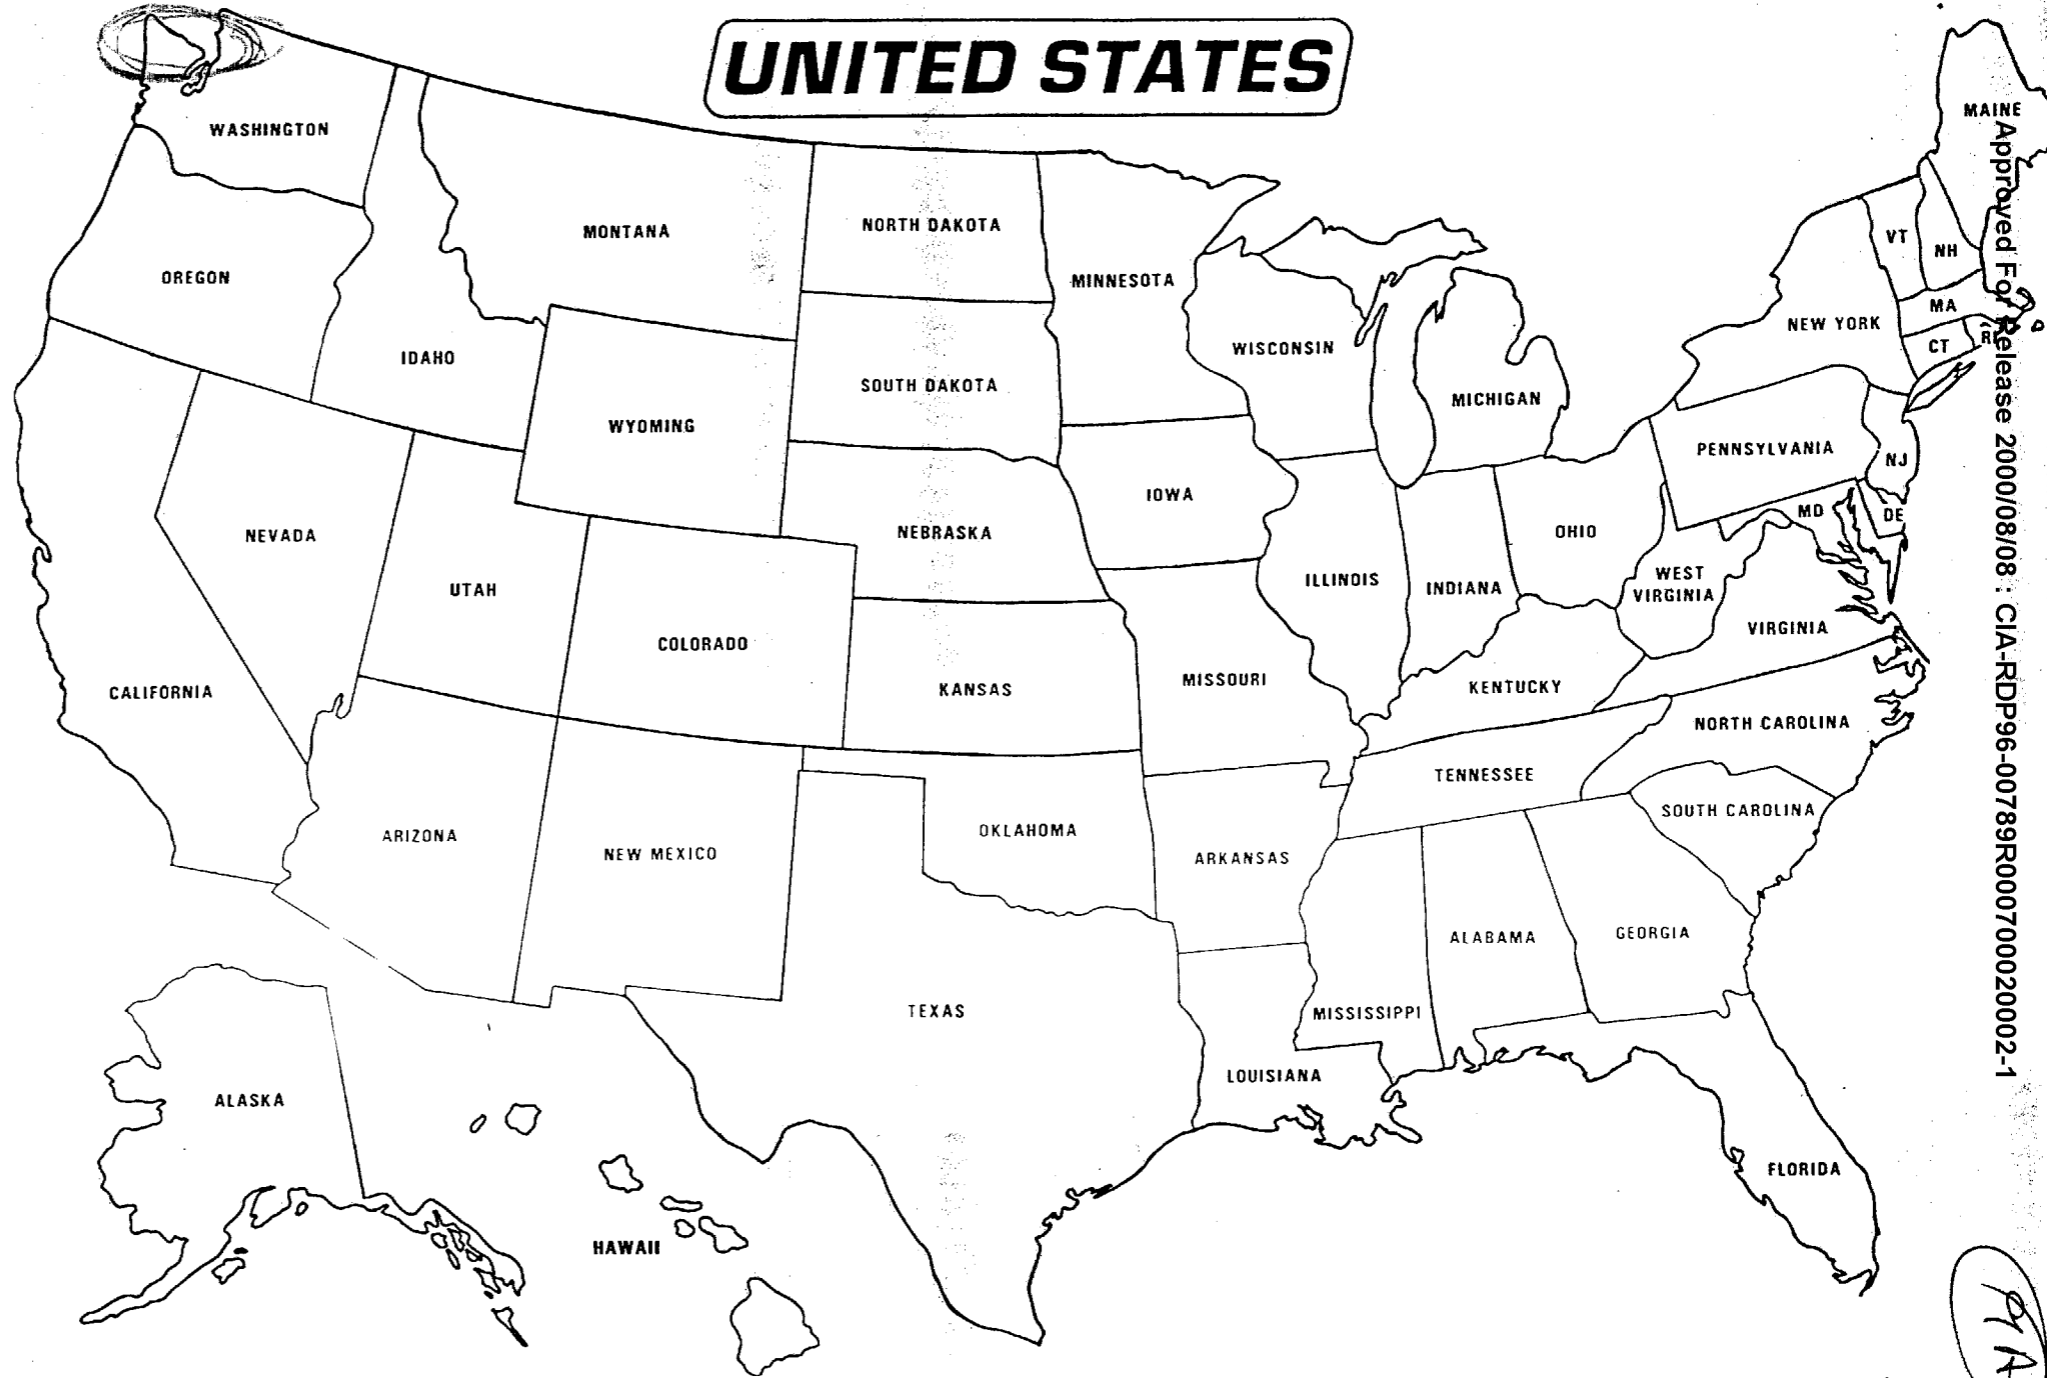 UNITED STATES
WASHINGTON
MAINE
MONTANA
NORTH DAKOTA
OREGON
MINNESOTA
VT
NH
IDAHO
WISCONSIN
NEW YORK
MA
SOUTH DAKOTA
CT
RI
WYOMING
MICHIGAN
PENNSYLVANIA
NJ
IOWA
NEVADA
NEBRASKA
OHIO
MD
DE
UTAH
ILLINOIS
INDIANA
WEST
VIRGINIA
COLORADO
VIRGINIA
CALIFORNIA
KANSAS
MISSOURI
KENTUCKY
NORTH CAROLINA
TENNESSEE
ARIZONA
NEW MEXICO
OKLAHOMA
ARKANSAS
SOUTH CAROLINA
ALABAMA
GEORGIA
TEXAS
MISSISSIPPI
LOUISIANA
ALASKA
FLORIDA
HAWAII
Approved For Release 2000/08/08 : CIA-RDP96-00789R000700020002-1